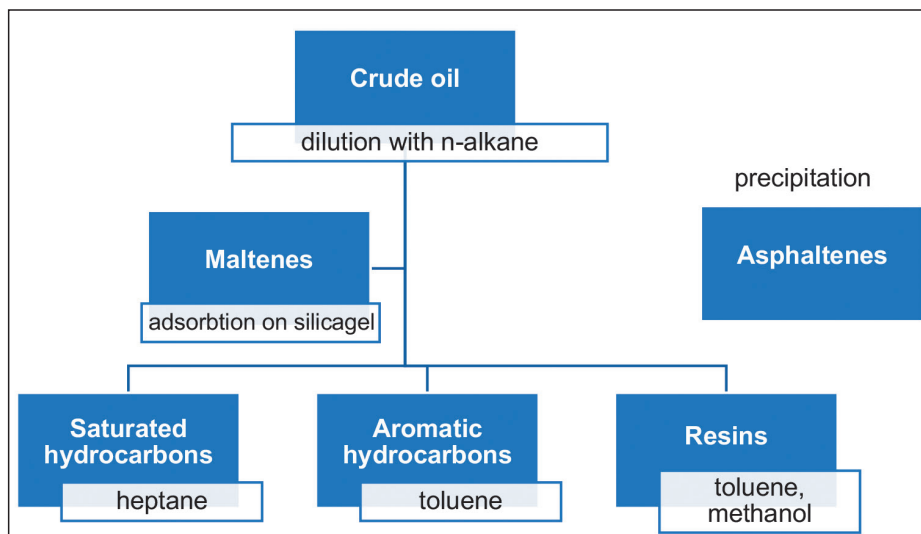 Crude oil
dilution with n-alkane
precipitation
Maltenes
Asphaltenes
adsorbtion on silicagel
Saturated
hydrocarbons
heptane
Aromatic
hydrocarbons
toluene
Resins
toluene,
methanol